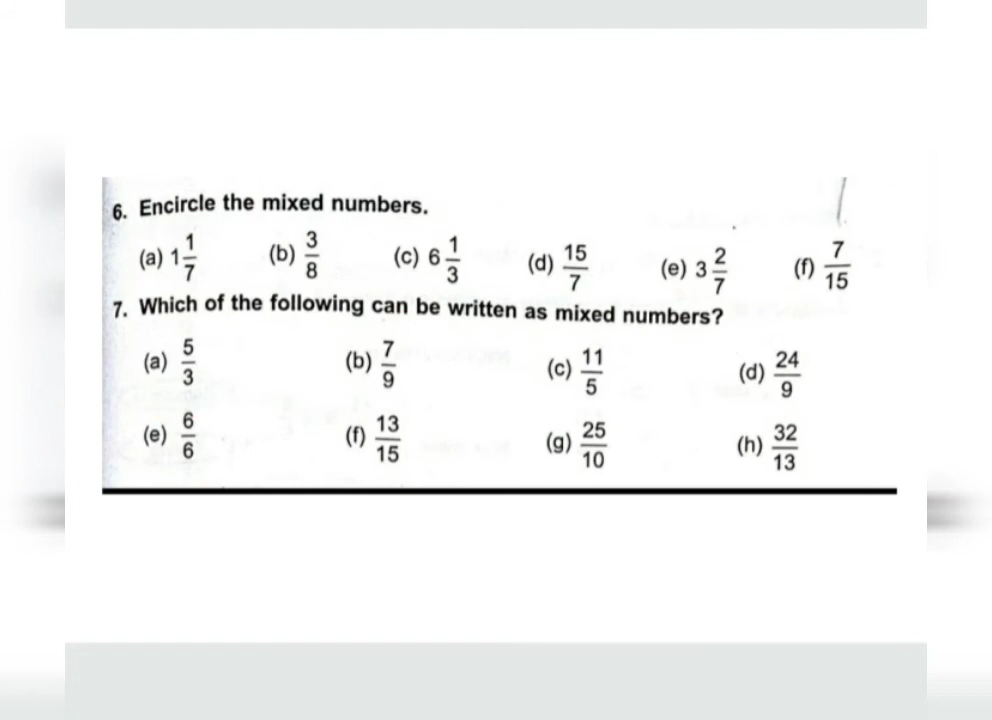 6. Encircle the mixed numbers.
(a) 1 1/7 (b) 3/8 (c) 6 1/3 (d) 15/7 (e) 3 2/7 (f) 7/15
7. Which of the following can be written as mixed numbers?
(a) 5/3 (b) 7/9 (c) 11/5 (d) 24/9
(e) 6/6 (f) 13/15 (g) 25/10 (h) 32/13